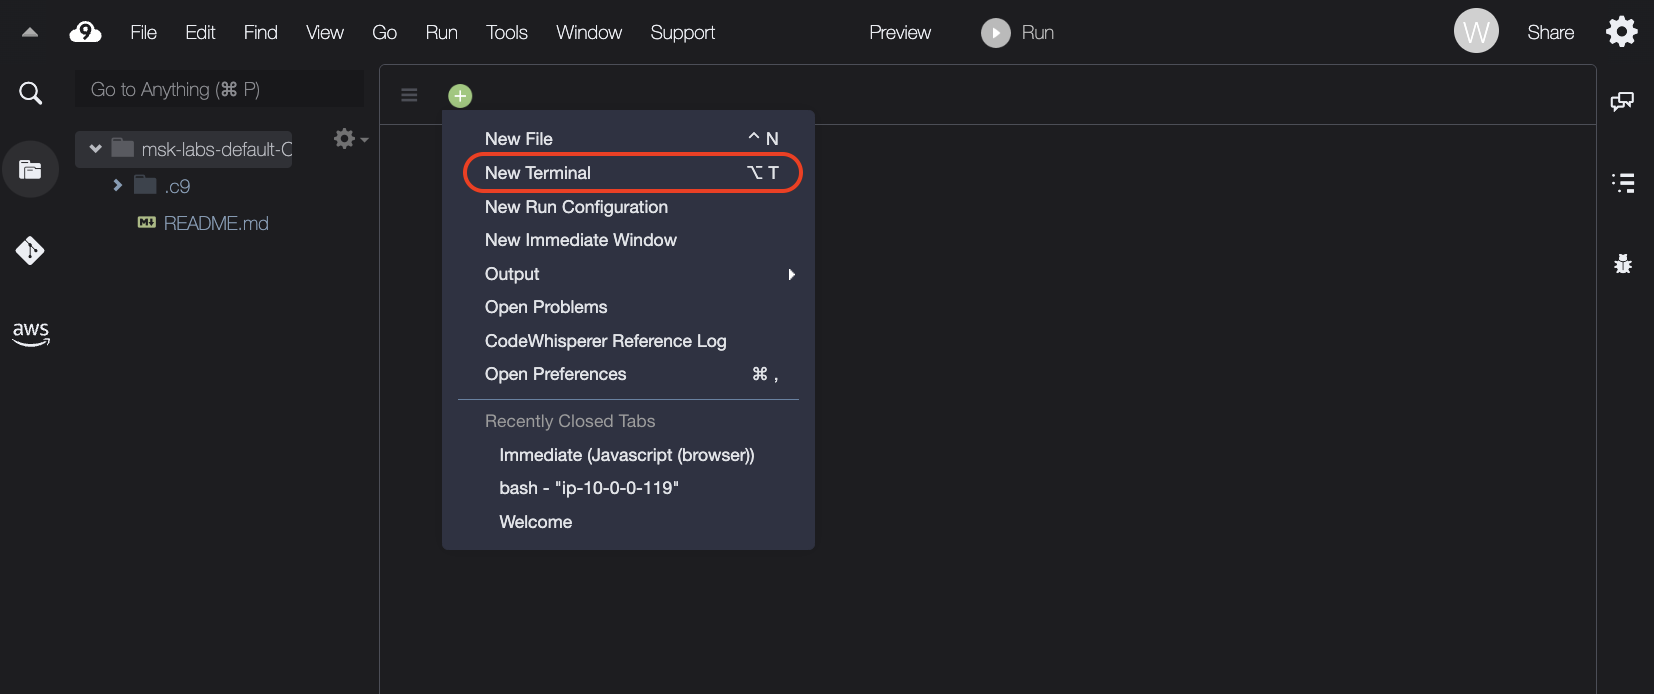 9 File Edit Find View Go Run Tools Window Support Preview Run W Share
Go to Anything (⌘ P)
msk-labs-default-C
.c9
README.md
aws
New File ^ N
New Terminal ⌥ T
New Run Configuration
New Immediate Window
Output
Open Problems
CodeWhisperer Reference Log
Open Preferences ⌘ ,
Recently Closed Tabs
Immediate (Javascript (browser))
bash - "ip-10-0-0-119"
Welcome